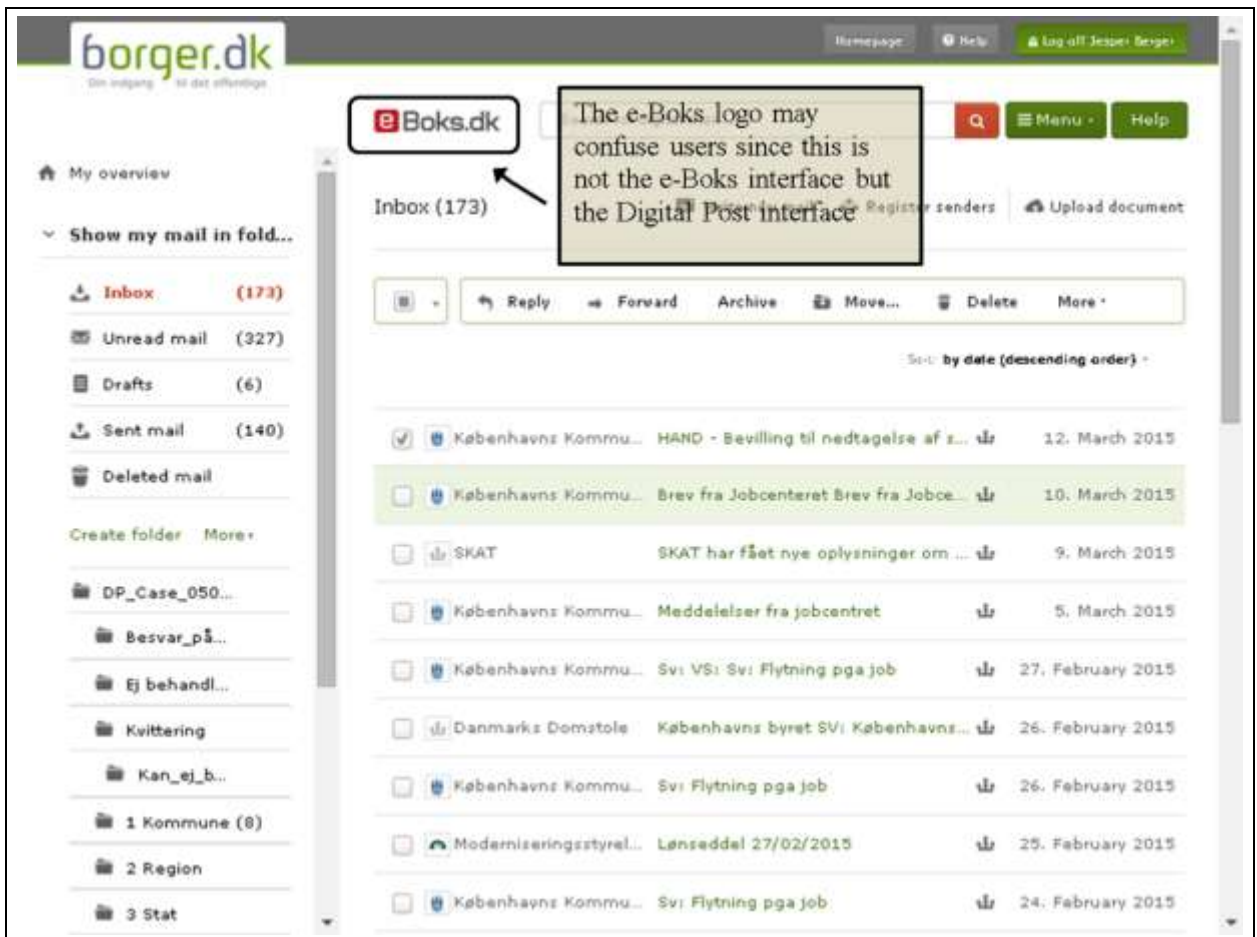 borger.dk
Din indgang til det offentlige
Homepage
Help
Log off Jesper Berger
e Boks.dk
The e-Boks logo may
confuse users since this is
not the e-Boks interface but
the Digital Post interface
Menu
Help
My overview
Show my mail in fold...
Inbox (173)
Unread mail (327)
Drafts (6)
Sent mail (140)
Deleted mail
Create folder More
DP_Case_050...
Besvar_på...
Ej behandl...
Kvittering
Kan_ej_b...
1 Kommune (8)
2 Region
3 Stat
Inbox (173)
Register senders
Upload document
Reply Forward Archive Move... Delete More
Sort: by date (descending order)
Københavns Kommu... HAND - Bevilling til nedtagelse af s... 12. March 2015
Københavns Kommu... Brev fra Jobcenteret Brev fra Jobce... 10. March 2015
SKAT SKAT har fået nye oplysninger om ... 9. March 2015
Københavns Kommu... Meddelelser fra jobcentret 5. March 2015
Københavns Kommu... Sv: VS: Sv: Flytning pga job 27. February 2015
Danmarks Domstole Københavns byret SV: Københavns... 26. February 2015
Københavns Kommu... Sv: Flytning pga job 26. February 2015
Moderniseringsstyrel... Lønseddel 27/02/2015 25. February 2015
Københavns Kommu... Sv: Flytning pga job 24. February 2015